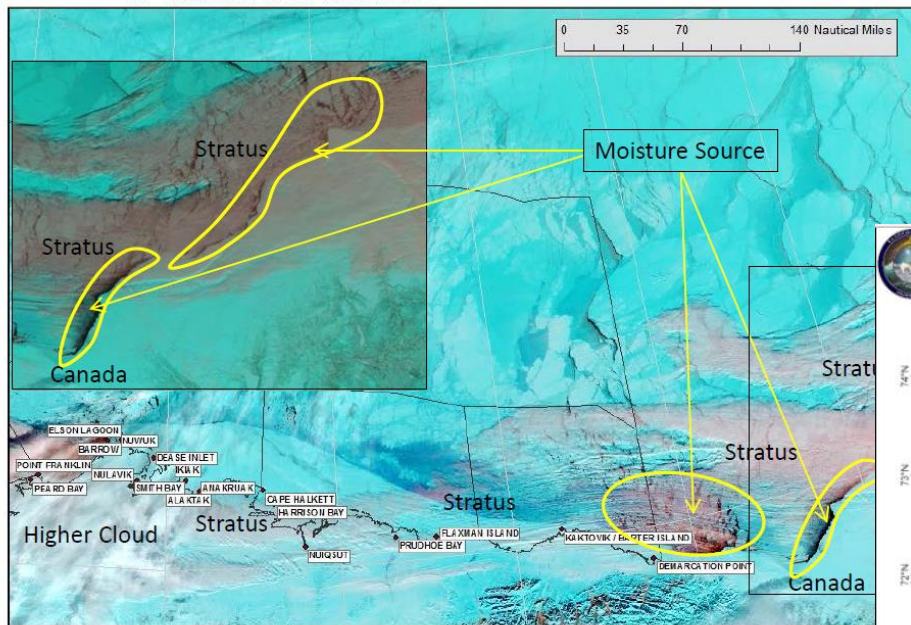 0 35 70 140 Nautical Miles
Stratus
Moisture Source
Stratus
Canada
74°N
Stratus
Stratus
73°N
ELSON LAGOON
NUVUK
BARROW
DEASE INLET
POINT FRANKLIN
NULAVIK
IKIAK
PEARD BAY
SMITH BAY
ANAKRUAK
ALAKTAK
CAPE HALKETT
Stratus
HARRISON BAY
Higher Cloud
Stratus
FLAXMAN ISLAND
KAKTOVIK / BARTER ISLAND
PRUDHOE BAY
NUIQSUT
DEMARCATION POINT
Canada
72°N